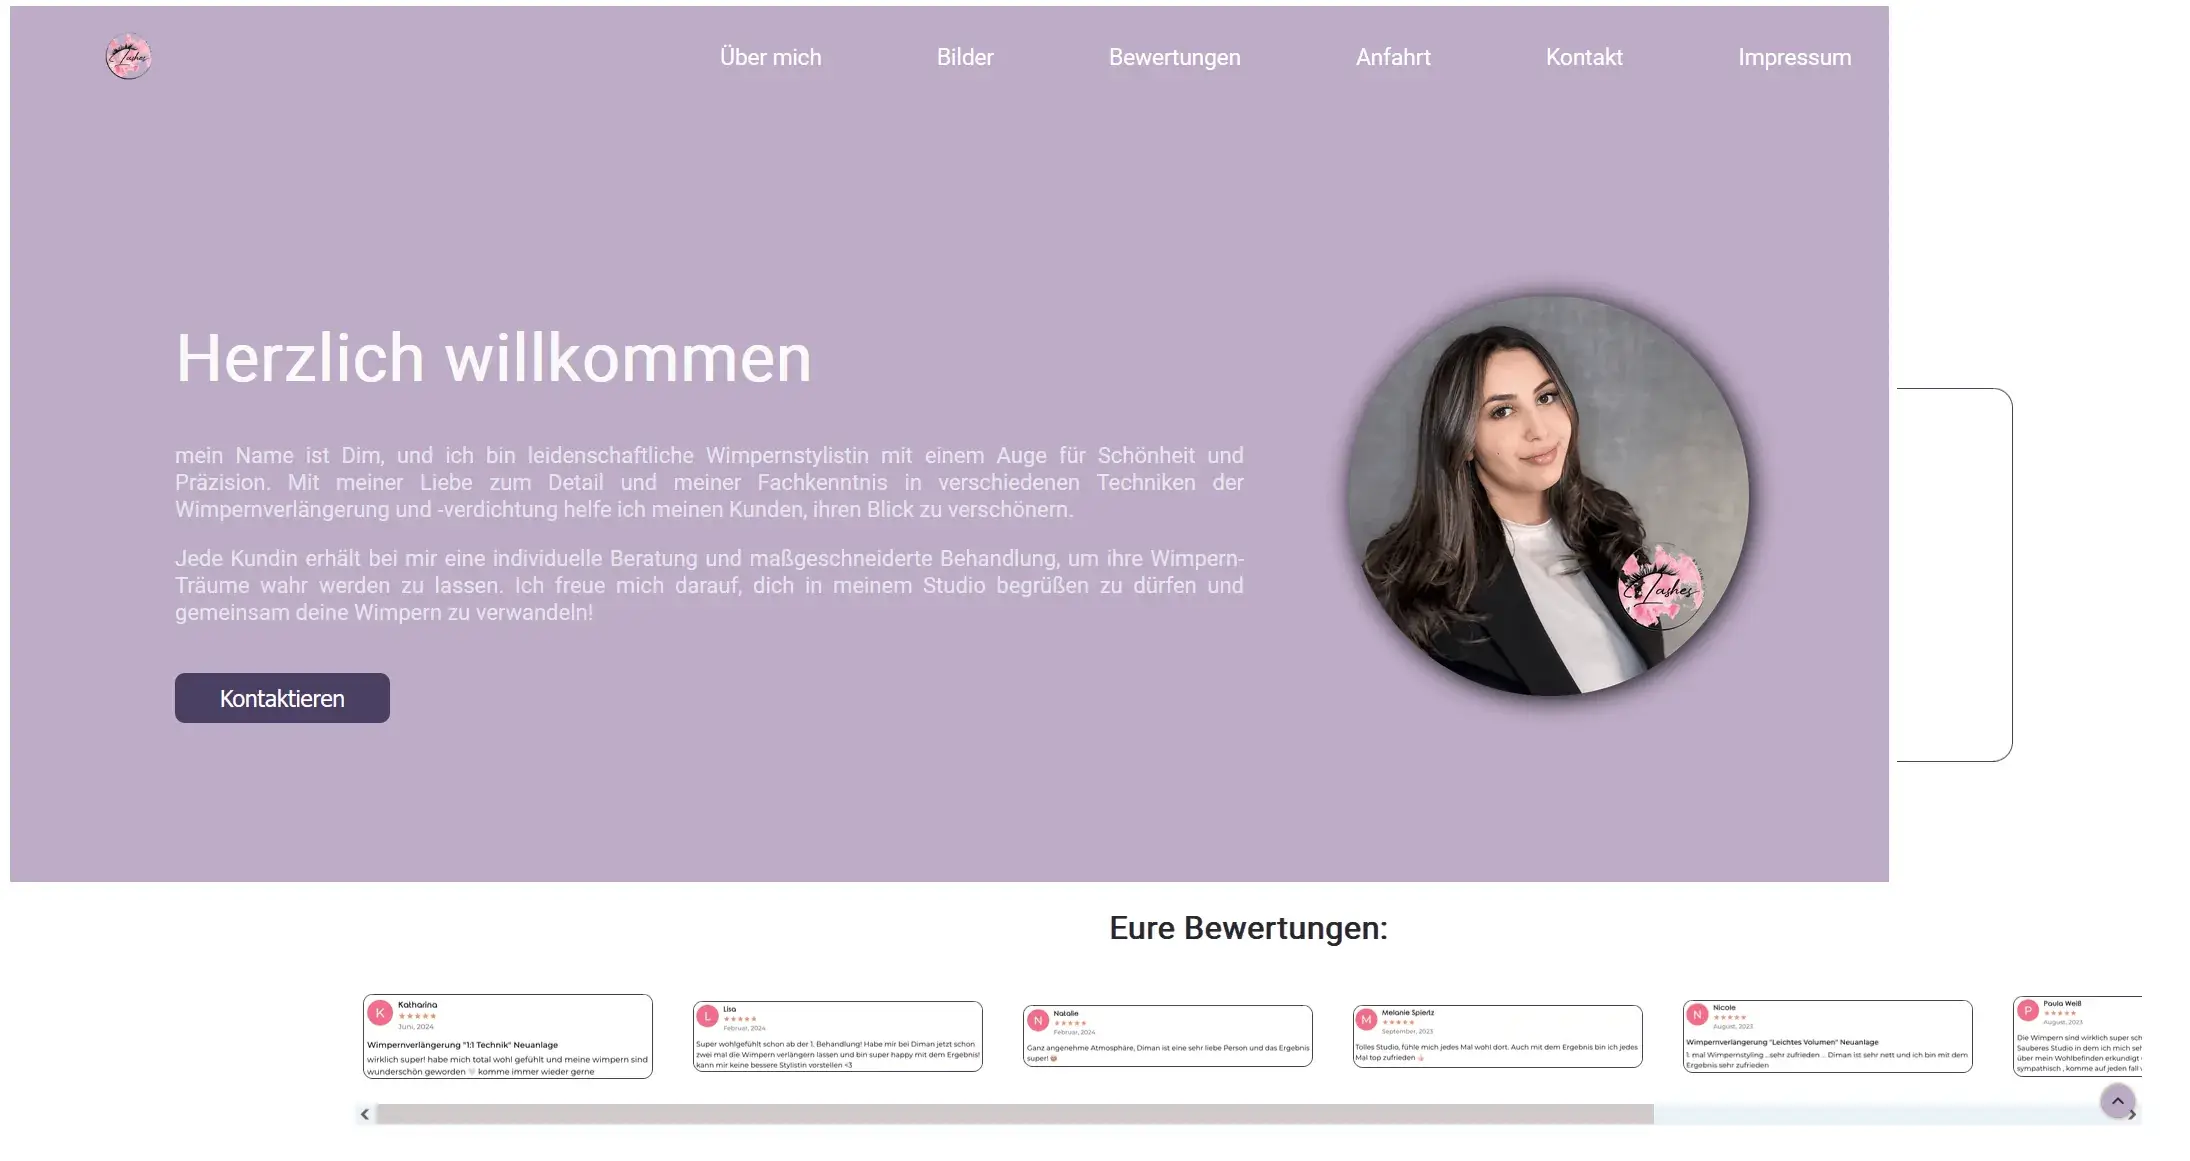 Lashes
Über mich
Bilder
Bewertungen
Anfahrt
Kontakt
Impressum
Herzlich willkommen
mein Name ist Dim, und ich bin leidenschaftliche Wimpernstylistin mit einem Auge für Schönheit und
Präzision. Mit meiner Liebe zum Detail und meiner Fachkenntnis in verschiedenen Techniken der
Wimpernverlängerung und -verdichtung helfe ich meinen Kunden, ihren Blick zu verschönern.
Jede Kundin erhält bei mir eine individuelle Beratung und maßgeschneiderte Behandlung, um ihre Wimpern-
Träume wahr werden zu lassen. Ich freue mich darauf, dich in meinem Studio begrüßen zu dürfen und
gemeinsam deine Wimpern zu verwandeln!
Kontaktieren
Lashes
Eure Bewertungen:
K
Katharina
Juni, 2024
Wimpernverlängerung "1:1 Technik" Neuanlage
wirklich super! habe mich total wohl gefühlt und meine wimpern sind
wunderschön geworden 🤍 komme immer wieder gerne
L
Lisa
Februar, 2024
Super wohlgefühlt schon ab der 1. Behandlung! Habe mir bei Diman jetzt schon
zwei mal die Wimpern verlängern lassen und bin super happy mit dem Ergebnis!
kann mir keine bessere Stylistin vorstellen <3
N
Natalie
Februar, 2024
Ganz angenehme Atmosphäre, Diman ist eine sehr liebe Person und das Ergebnis
super!
M
Melanie Spiertz
September, 2023
Tolles Studio, fühle mich jedes Mal wohl dort. Auch mit dem Ergebnis bin ich jedes
Mal top zufrieden
N
Nicole
August, 2023
Wimpernverlängerung "Leichtes Volumen" Neuanlage
1. mal Wimpernstyling ...sehr zufrieden ... Diman ist sehr nett und ich bin mit dem
Ergebnis sehr zufrieden
P
Paula Weiß
August, 2023
Die Wimpern sind wirklich super
Sauberes Studio in dem ich mich
über mein Wohlbefinden erkundigt
sympathisch , komme auf jeden fall